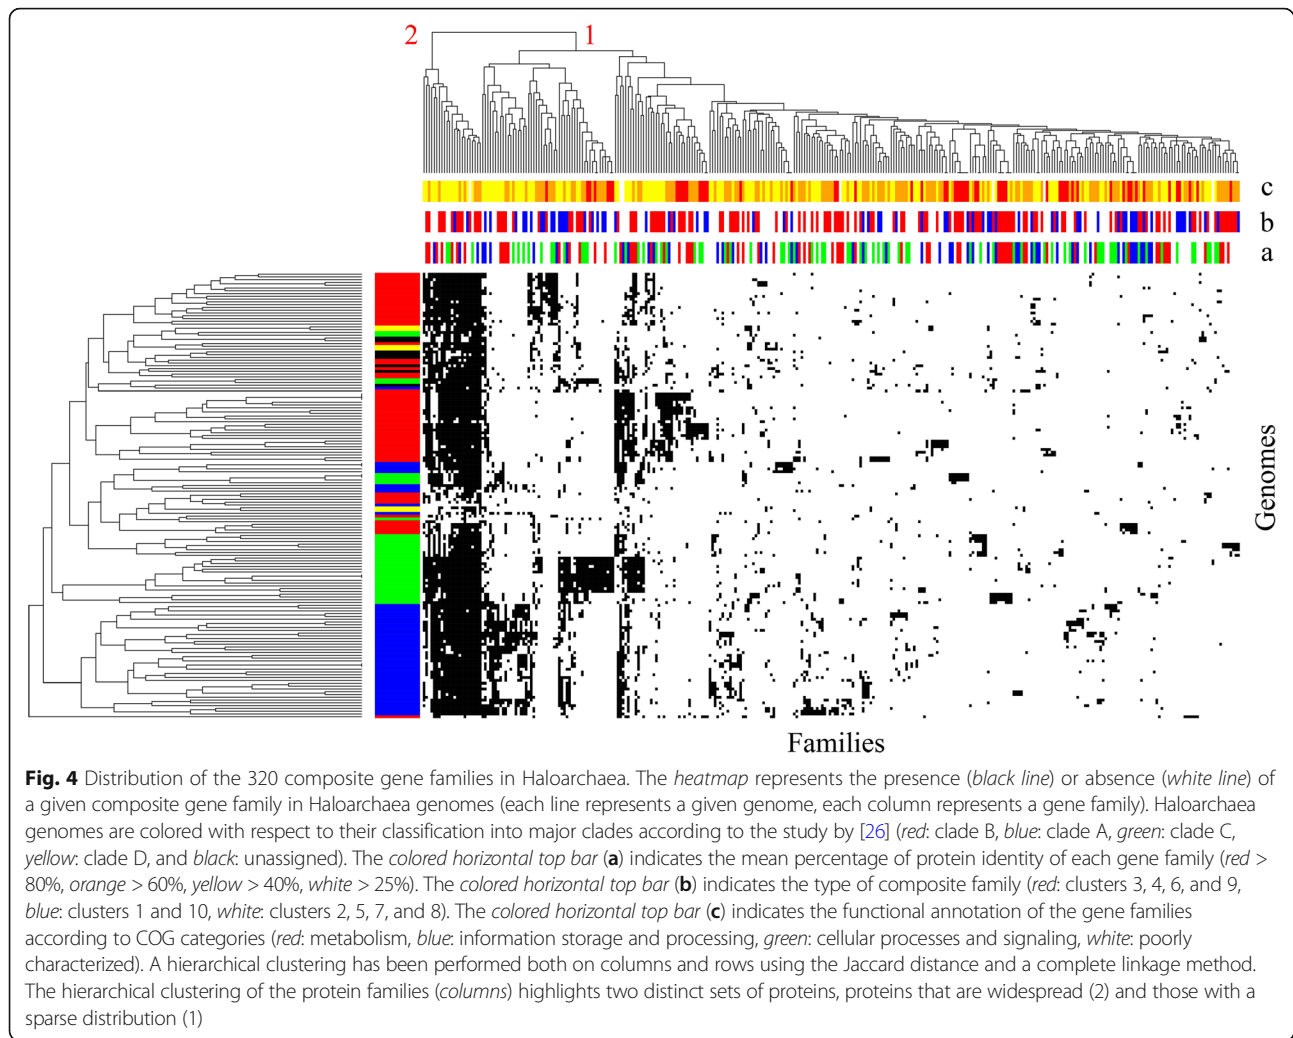 2
1
c
b
a
Genomes
Families
Fig. 4 Distribution of the 320 composite gene families in Haloarchaea. The heatmap represents the presence (black line) or absence (white line) of
a given composite gene family in Haloarchaea genomes (each line represents a given genome, each column represents a gene family). Haloarchaea
genomes are colored with respect to their classification into major clades according to the study by [26] (red: clade B, blue: clade A, green: clade C,
yellow: clade D, and black: unassigned). The colored horizontal top bar (a) indicates the mean percentage of protein identity of each gene family (red >
80%, orange > 60%, yellow > 40%, white > 25%). The colored horizontal top bar (b) indicates the type of composite family (red: clusters 3, 4, 6, and 9,
blue: clusters 1 and 10, white: clusters 2, 5, 7, and 8). The colored horizontal top bar (c) indicates the functional annotation of the gene families
according to COG categories (red: metabolism, blue: information storage and processing, green: cellular processes and signaling, white: poorly
characterized). A hierarchical clustering has been performed both on columns and rows using the Jaccard distance and a complete linkage method.
The hierarchical clustering of the protein families (columns) highlights two distinct sets of proteins, proteins that are widespread (2) and those with a
sparse distribution (1)